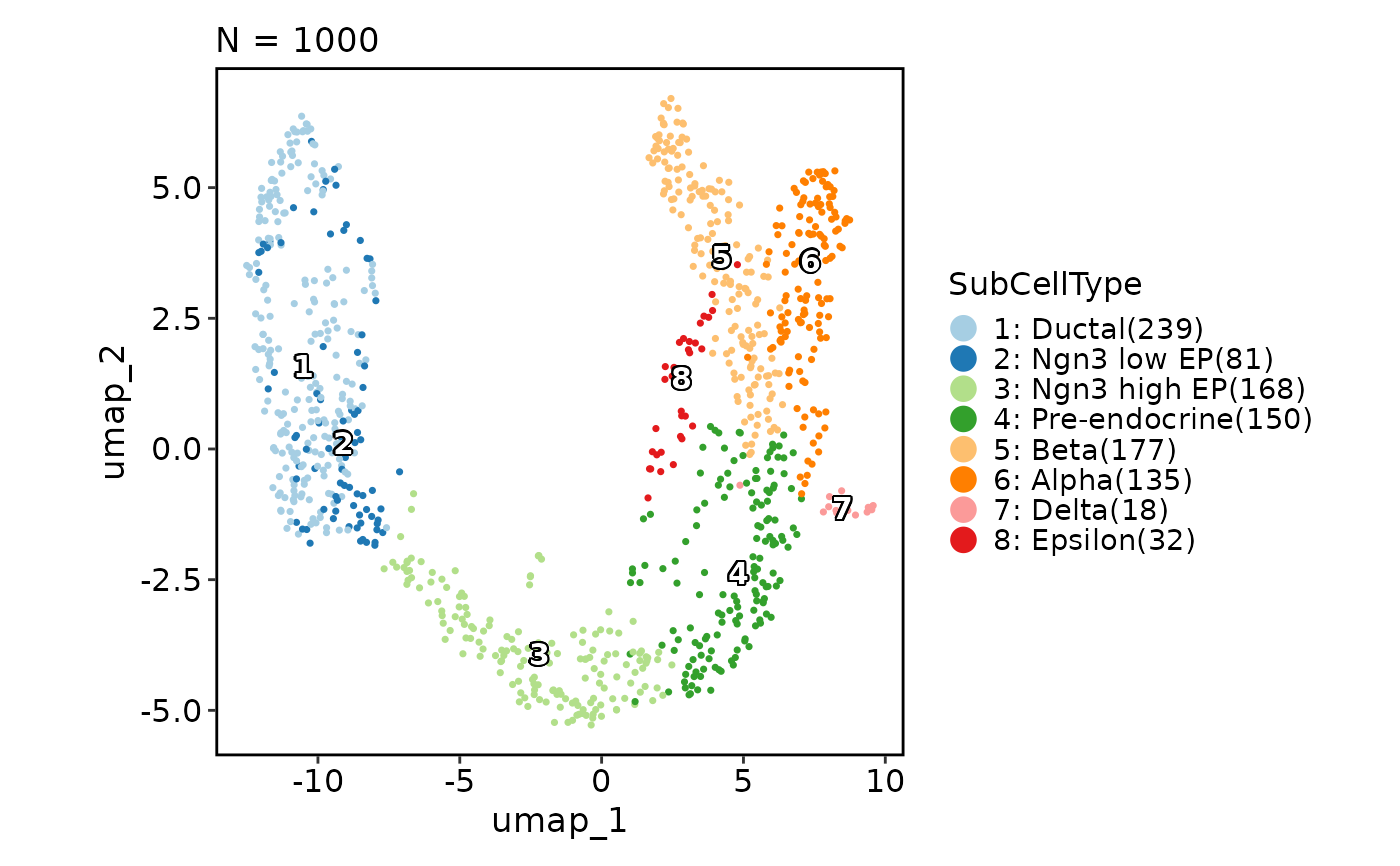 N = 1000
umap_2
5.0
2.5
0.0
-2.5
-5.0
-10
-5
0
5
10
umap_1
1
2
3
4
5
6
7
8
SubCellType
1: Ductal(239)
2: Ngn3 low EP(81)
3: Ngn3 high EP(168)
4: Pre-endocrine(150)
5: Beta(177)
6: Alpha(135)
7: Delta(18)
8: Epsilon(32)